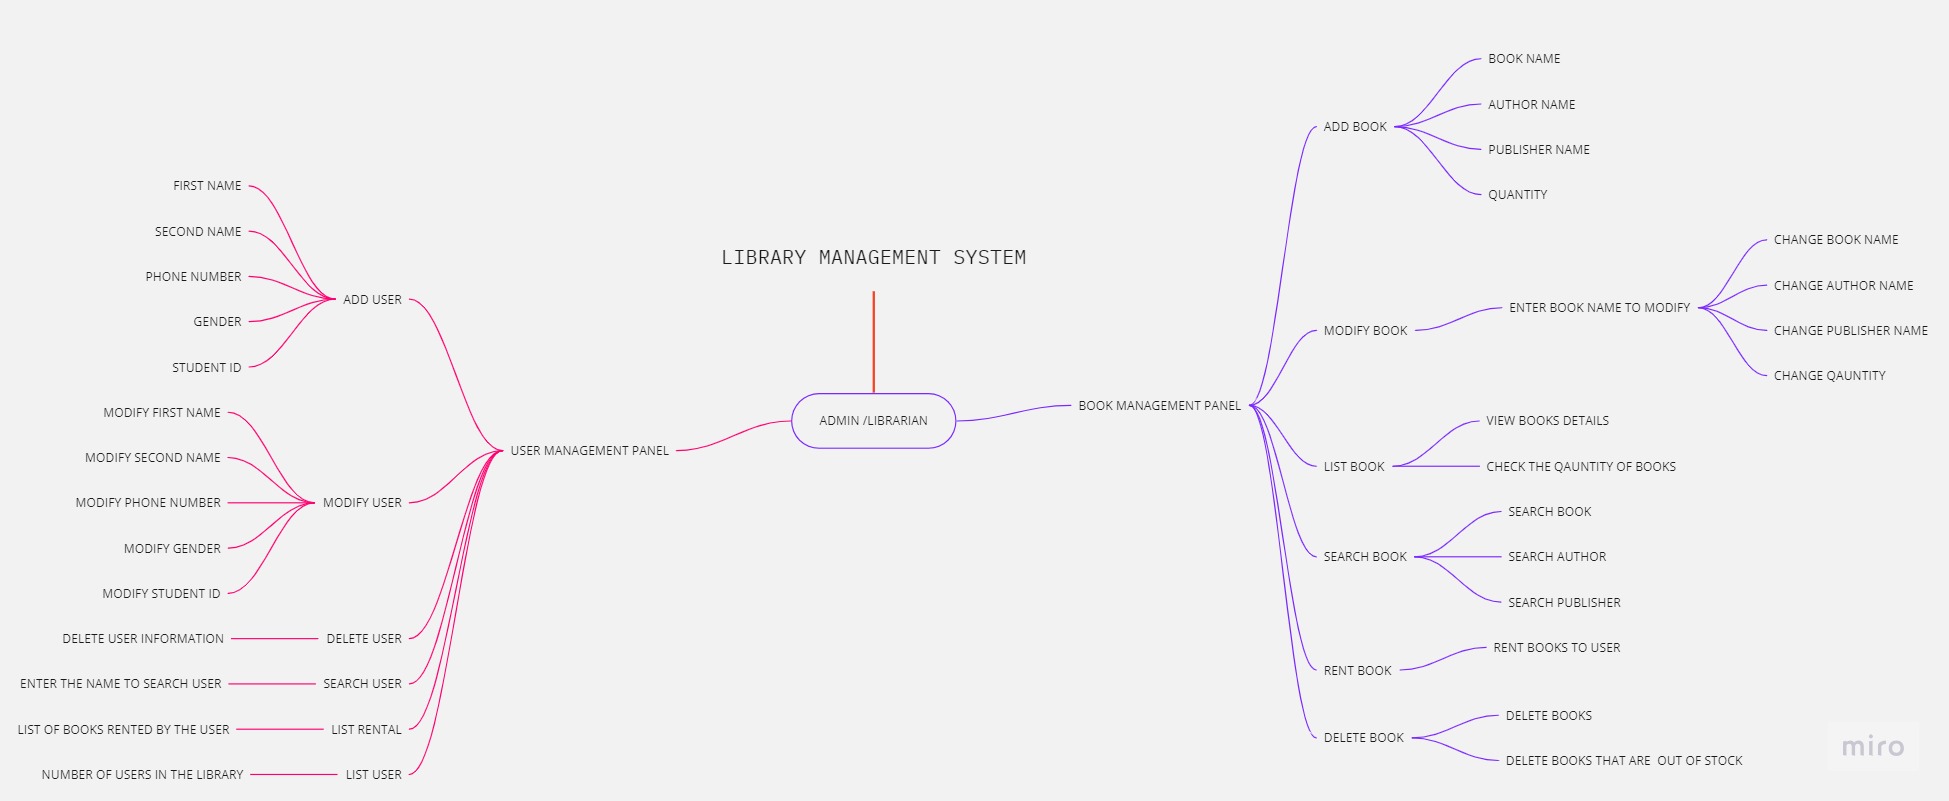 LIBRARY MANAGEMENT SYSTEM
ADMIN /LIBRARIAN
USER MANAGEMENT PANEL
ADD USER
FIRST NAME
SECOND NAME
PHONE NUMBER
GENDER
STUDENT ID
MODIFY USER
MODIFY FIRST NAME
MODIFY SECOND NAME
MODIFY PHONE NUMBER
MODIFY GENDER
MODIFY STUDENT ID
DELETE USER
DELETE USER INFORMATION
SEARCH USER
ENTER THE NAME TO SEARCH USER
LIST RENTAL
LIST OF BOOKS RENTED BY THE USER
LIST USER
NUMBER OF USERS IN THE LIBRARY
BOOK MANAGEMENT PANEL
ADD BOOK
BOOK NAME
AUTHOR NAME
PUBLISHER NAME
QUANTITY
MODIFY BOOK
ENTER BOOK NAME TO MODIFY
CHANGE BOOK NAME
CHANGE AUTHOR NAME
CHANGE PUBLISHER NAME
CHANGE QAUNTITY
LIST BOOK
VIEW BOOKS DETAILS
CHECK THE QAUNTITY OF BOOKS
SEARCH BOOK
SEARCH BOOK
SEARCH AUTHOR
SEARCH PUBLISHER
RENT BOOK
RENT BOOKS TO USER
DELETE BOOK
DELETE BOOKS
DELETE BOOKS THAT ARE  OUT OF STOCK
miro